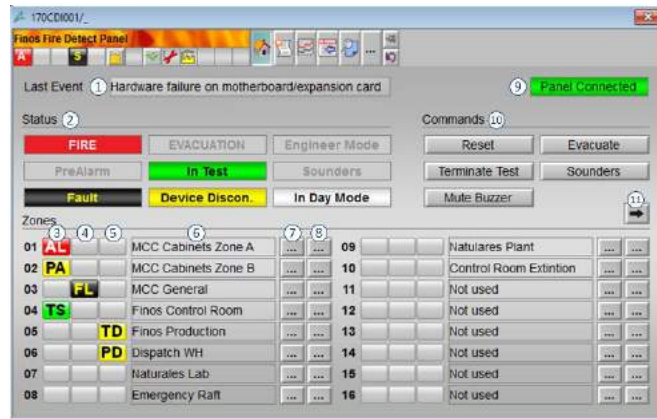 170CDI001/_
Finos Fire Detect Panel
A S ...
Last Event 1 Hardware failure on motherboard/expansion card 9 Panel Connected
Status 2 Commands 10
FIRE EVACUATION Engineer Mode Reset Evacuate
PreAlarm In Test Sounders Terminate Test Sounders
Fault Device Discon. In Day Mode Mute Buzzer 11
Zones 3 4 5 6 7 8
01 AL MCC Cabinets Zone A ... ... 09 Naturales Plant ... ...
02 PA MCC Cabinets Zone B ... ... 10 Control Room Extintion ... ...
03 FL MCC General ... ... 11 Not used ... ...
04 TS Finos Control Room ... ... 12 Not used ... ...
05 TD Finos Production ... ... 13 Not used ... ...
06 PD Dispatch WH ... ... 14 Not used ... ...
07 Naturales Lab ... ... 15 Not used ... ...
08 Emergency Raft ... ... 16 Not used ... ...